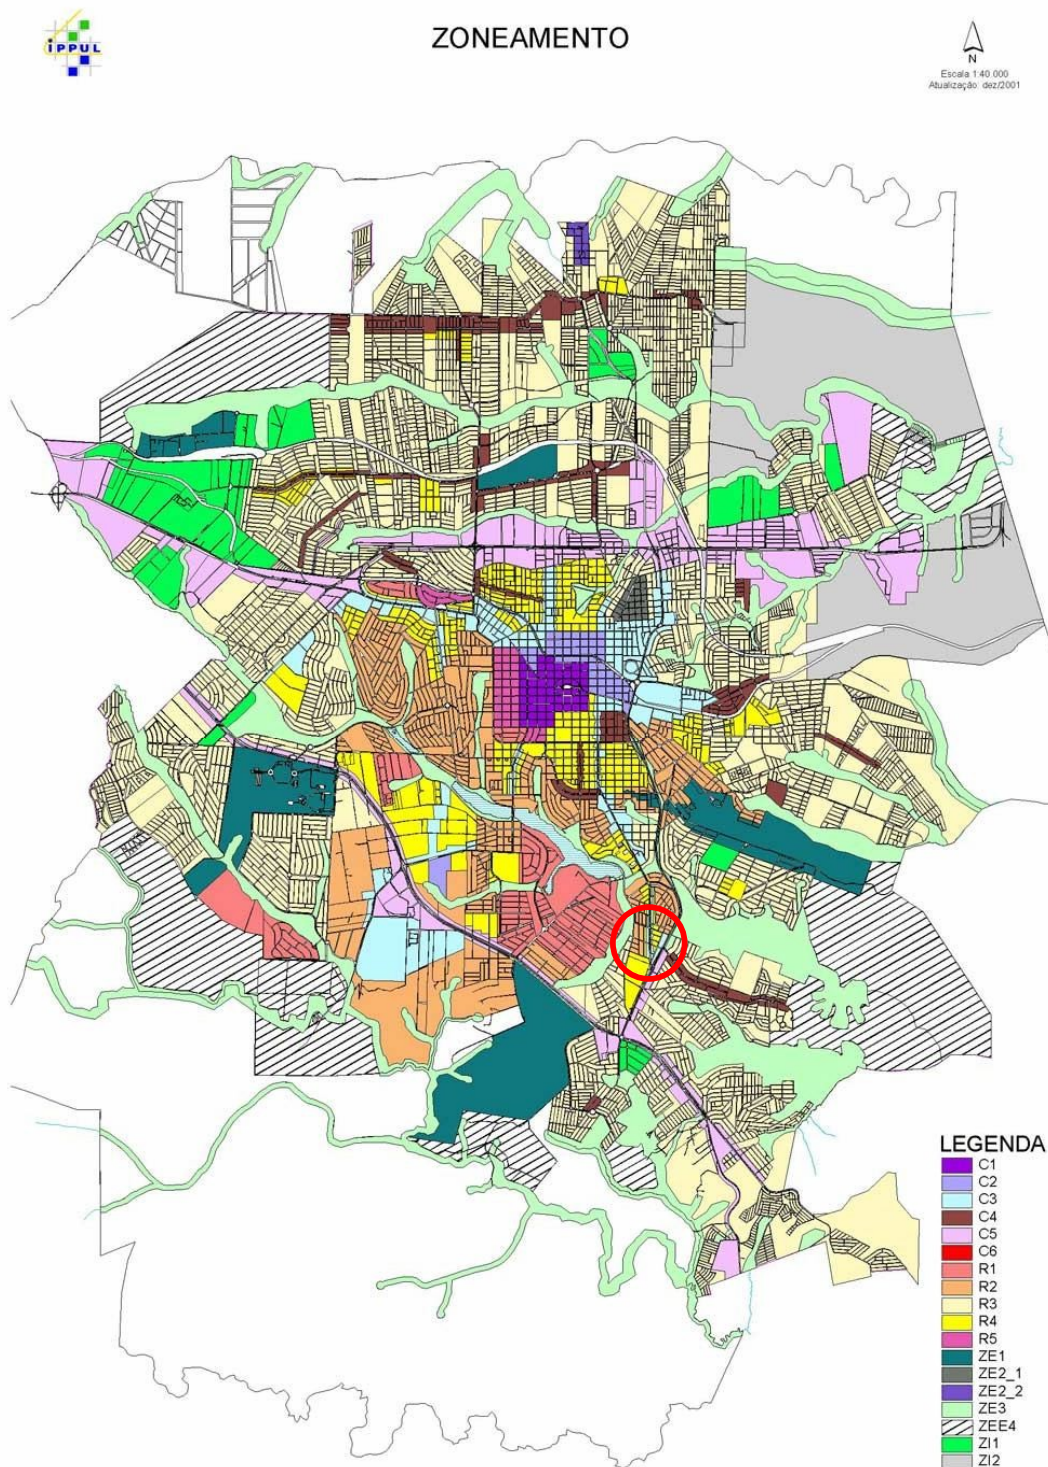 iPPUL
ZONEAMENTO
N
Escala 1:40.000
Atualização: dez/2001
LEGENDA
C1
C2
C3
C4
C5
C6
R1
R2
R3
R4
R5
ZE1
ZE2_1
ZE2_2
ZE3
ZEE4
ZI1
ZI2